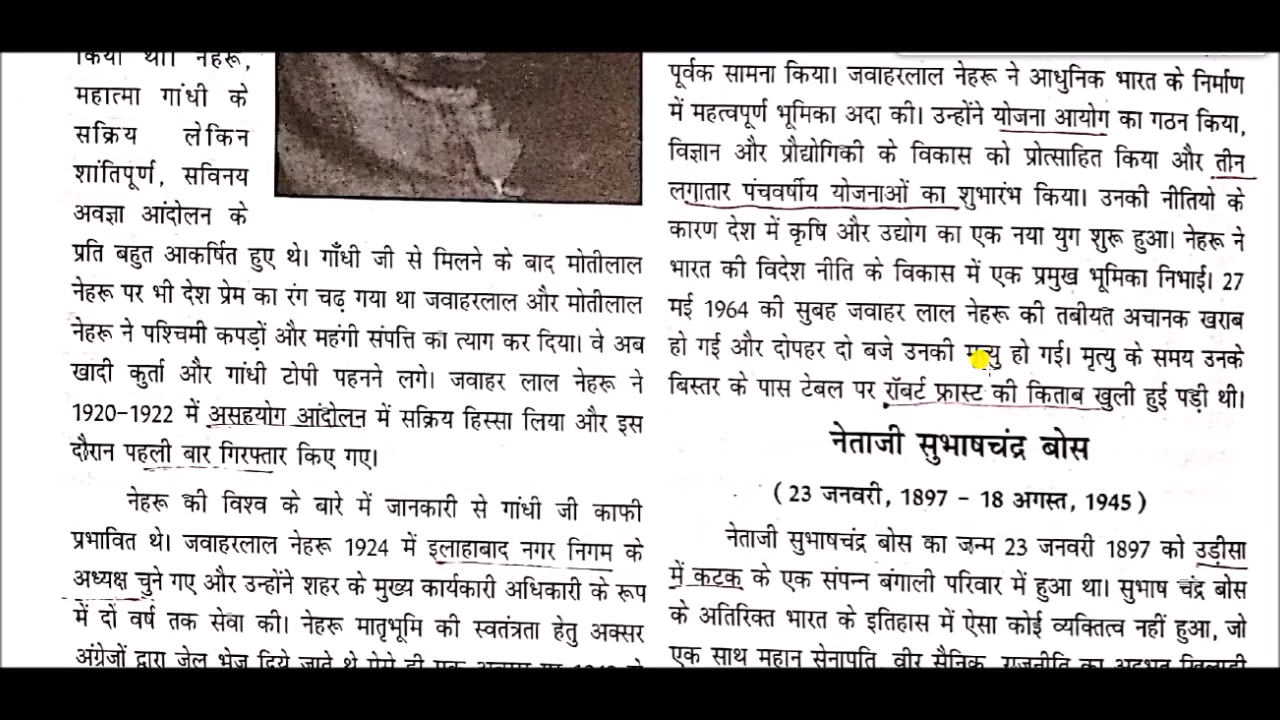 किया था। नेहरू,
महात्मा गांधी के
सक्रिय लेकिन
शांतिपूर्ण, सविनय
अवज्ञा आंदोलन के
प्रति बहुत आकर्षित हुए थे। गाँधी जी से मिलने के बाद मोतीलाल
नेहरू पर भी देश प्रेम का रंग चढ़ गया था जवाहरलाल और मोतीलाल
नेहरू ने पश्चिमी कपड़ों और महंगी संपत्ति का त्याग कर दिया। वे अब
खादी कुर्ता और गांधी टोपी पहनने लगे। जवाहर लाल नेहरू ने
1920-1922 में असहयोग आंदोलन में सक्रिय हिस्सा लिया और इस
दौरान पहली बार गिरफ्तार किए गए।
नेहरू की विश्व के बारे में जानकारी से गांधी जी काफी
प्रभावित थे। जवाहरलाल नेहरू 1924 में इलाहाबाद नगर निगम के
अध्यक्ष चुने गए और उन्होंने शहर के मुख्य कार्यकारी अधिकारी के रूप
में दो वर्ष तक सेवा की। नेहरू मातृभूमि की स्वतंत्रता हेतु अक्सर
अंग्रेजों द्वारा जेल भेज दिये जाते थे ऐसे ही एक
पूर्वक सामना किया। जवाहरलाल नेहरू ने आधुनिक भारत के निर्माण
में महत्वपूर्ण भूमिका अदा की। उन्होंने योजना आयोग का गठन किया,
विज्ञान और प्रौद्योगिकी के विकास को प्रोत्साहित किया और तीन
लगातार पंचवर्षीय योजनाओं का शुभारंभ किया। उनकी नीतियो के
कारण देश में कृषि और उद्योग का एक नया युग शुरू हुआ। नेहरू ने
भारत की विदेश नीति के विकास में एक प्रमुख भूमिका निभाई। 27
मई 1964 की सुबह जवाहर लाल नेहरू की तबीयत अचानक खराब
हो गई और दोपहर दो बजे उनकी मृत्यु हो गई। मृत्यु के समय उनके
बिस्तर के पास टेबल पर रॉबर्ट फ्रास्ट की किताब खुली हुई पड़ी थी।
नेताजी सुभाषचंद्र बोस
(23 जनवरी, 1897 - 18 अगस्त, 1945)
नेताजी सुभाषचंद्र बोस का जन्म 23 जनवरी 1897 को उड़ीसा
में कटक के एक संपन्न बंगाली परिवार में हुआ था। सुभाष चंद्र बोस
के अतिरिक्त भारत के इतिहास में ऐसा कोई व्यक्तित्व नहीं हुआ, जो
एक साथ महान सेनापति, वीर सैनिक, राजनीति का अद्भुत खिलाड़ी